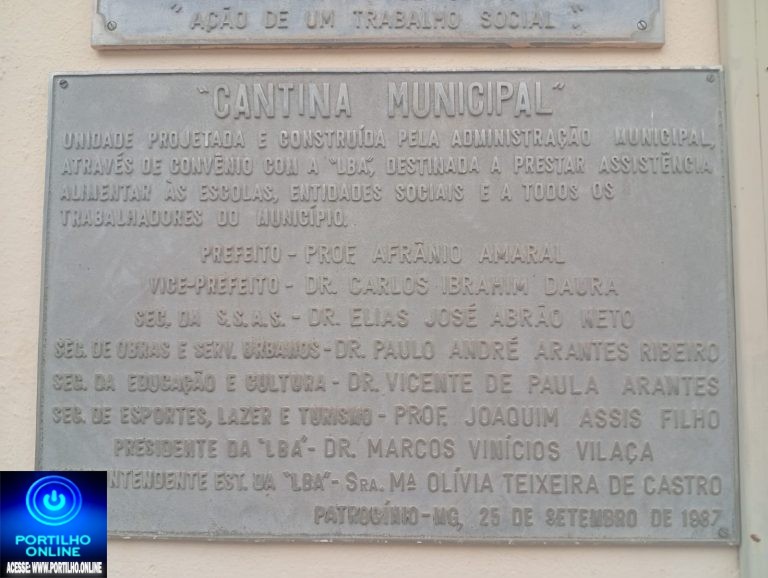 "AÇÃO DE UM TRABALHO SOCIAL"
"CANTINA MUNICIPAL"
UNIDADE PROJETADA E CONSTRUÍDA PELA ADMINISTRAÇÃO MUNICIPAL,
ATRAVÉS DE CONVÊNIO COM A "LBA", DESTINADA A PRESTAR ASSISTÊNCIA
ALIMENTAR ÀS ESCOLAS, ENTIDADES SOCIAIS E A TODOS OS
TRABALHADORES DO MUNICÍPIO.
PREFEITO - PROF. AFRÂNIO AMARAL
VICE-PREFEITO - DR. CARLOS IBRAHIM DAURA
SEC. DA S.S.A.S. - DR. ELIAS JOSÉ ABRÃO NETO
SEC. DE OBRAS E SERV. URBANOS - DR. PAULO ANDRÉ ARANTES RIBEIRO
SEC. DA EDUCAÇÃO E CULTURA - DR. VICENTE DE PAULA ARANTES
SEC. DE ESPORTES, LAZER E TURISMO - PROF. JOAQUIM ASSIS FILHO
PRESIDENTE DA "LBA" - DR. MARCOS VINÍCIOS VILAÇA
INTENDENTE EST. DA "LBA" - SRA. Mª OLÍVIA TEIXEIRA DE CASTRO
PATROCÍNIO-MG, 25 DE SETEMBRO DE 1987
PORTILHO
ONLINE
ACESSE: WWW.PORTILHO.ONLINE